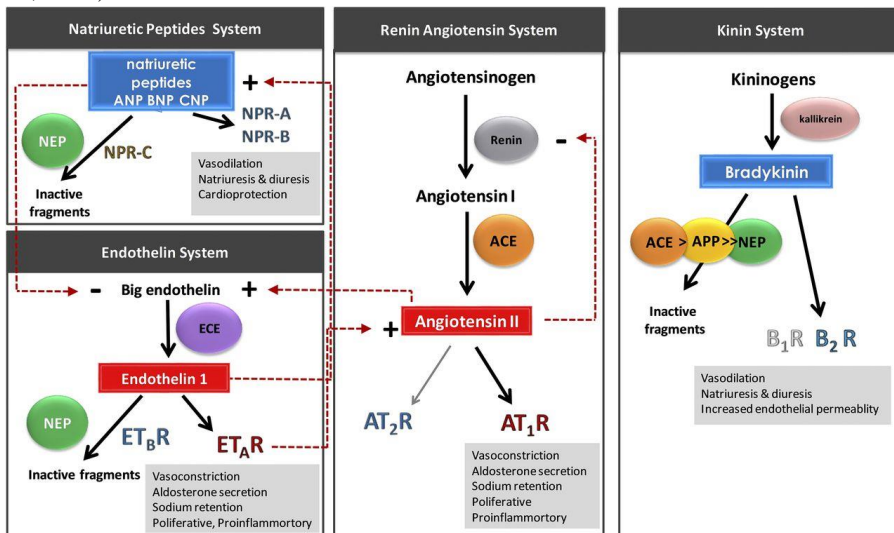 Natriuretic Peptides System
natriuretic
peptides
ANP BNP CNP
+
NPR-A
NPR-B
NEP
NPR-C
Inactive
fragments
Vasodilation
Natriuresis & diuresis
Cardioprotection
Endothelin System
- Big endothelin +
ECE
Endothelin 1
NEP
ETBR
ETAR
Inactive fragments
Vasoconstriction
Aldosterone secretion
Sodium retention
Poliferative, Proinflammortory
Renin Angiotensin System
Angiotensinogen
Renin
-
Angiotensin I
ACE
+
Angiotensin II
AT2R
AT1R
Vasoconstriction
Aldosterone secretion
Sodium retention
Poliferative
Proinflammortory
Kinin System
Kininogens
kallikrein
Bradykinin
ACE > APP >> NEP
Inactive
fragments
B1R B2 R
Vasodilation
Natriuresis & diuresis
Increased endothelial permeablity